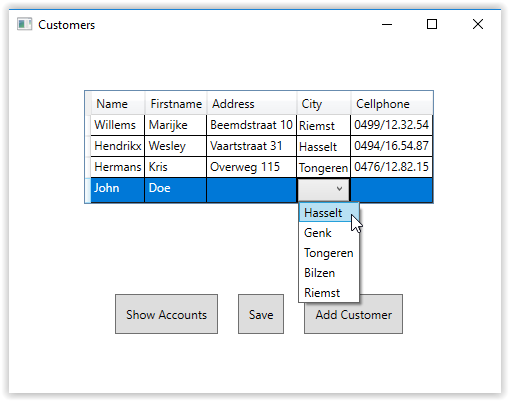 Customers
Name Firstname Address City Cellphone
Willems Marijke Beemdstraat 10 Riemst 0499/12.32.54
Hendrikx Wesley Vaartstraat 31 Hasselt 0494/16.54.87
Hermans Kris Overweg 115 Tongeren 0476/12.82.15
John Doe
Hasselt
Genk
Tongeren
Bilzen
Riemst
Show Accounts Save Add Customer